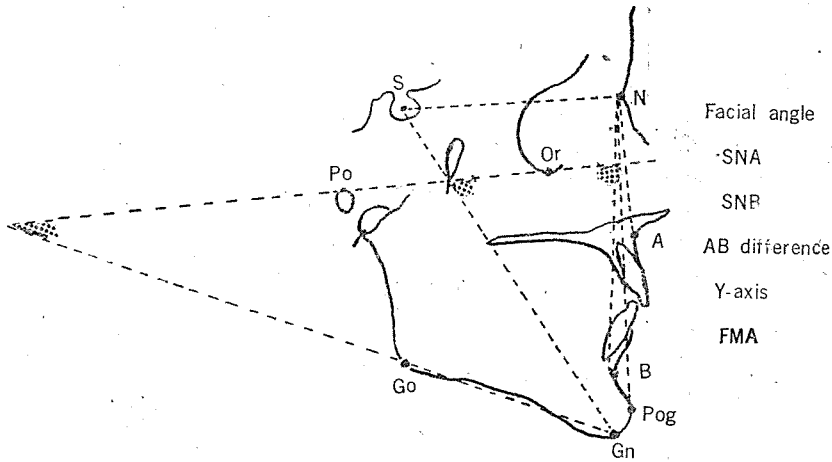 S
N
Facial angle
Or
SNA
Po
SNB
A
AB difference
Y-axis
FMA
B
Go
Pog
Gn